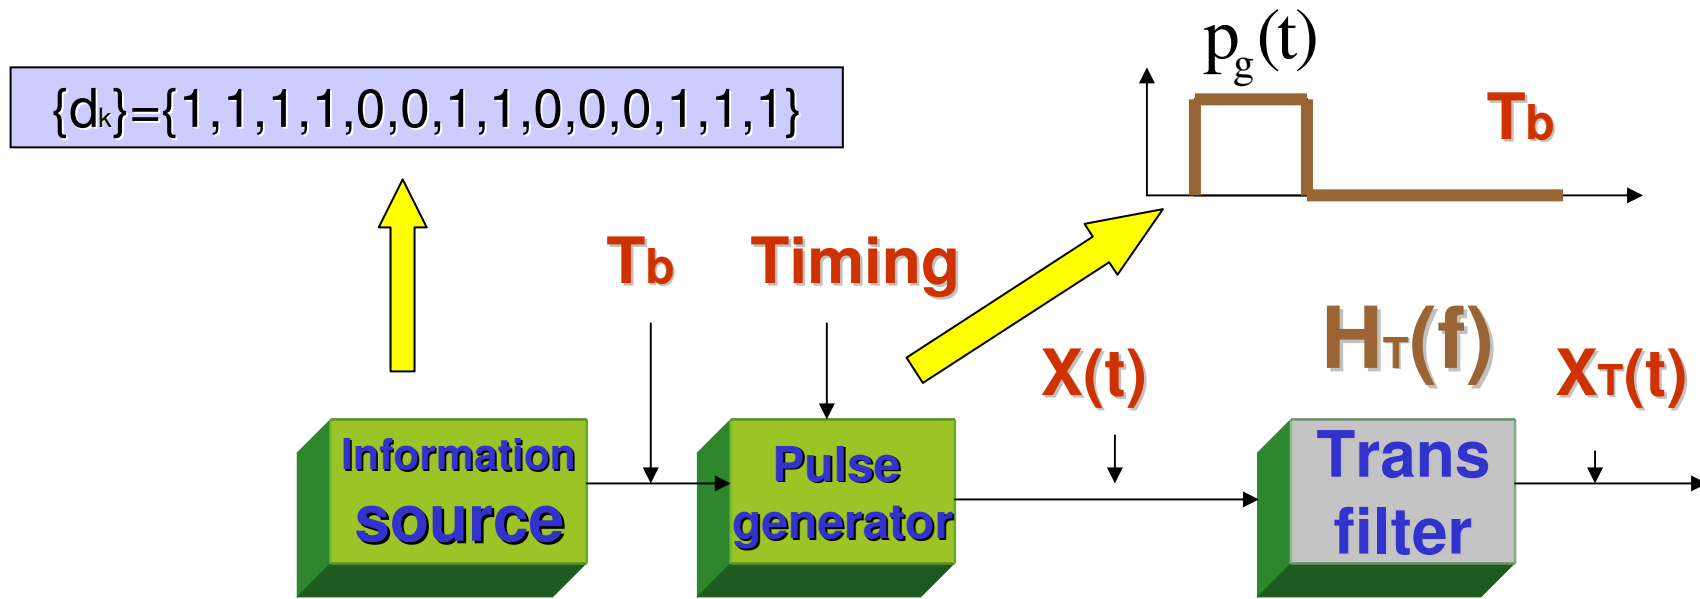 p_g(t)
{dk}={1,1,1,1,0,0,1,1,0,0,0,1,1,1}
Tb
Tb
Timing
HT(f)
X(t)
XT(t)
Information
source
Pulse
generator
Trans
filter